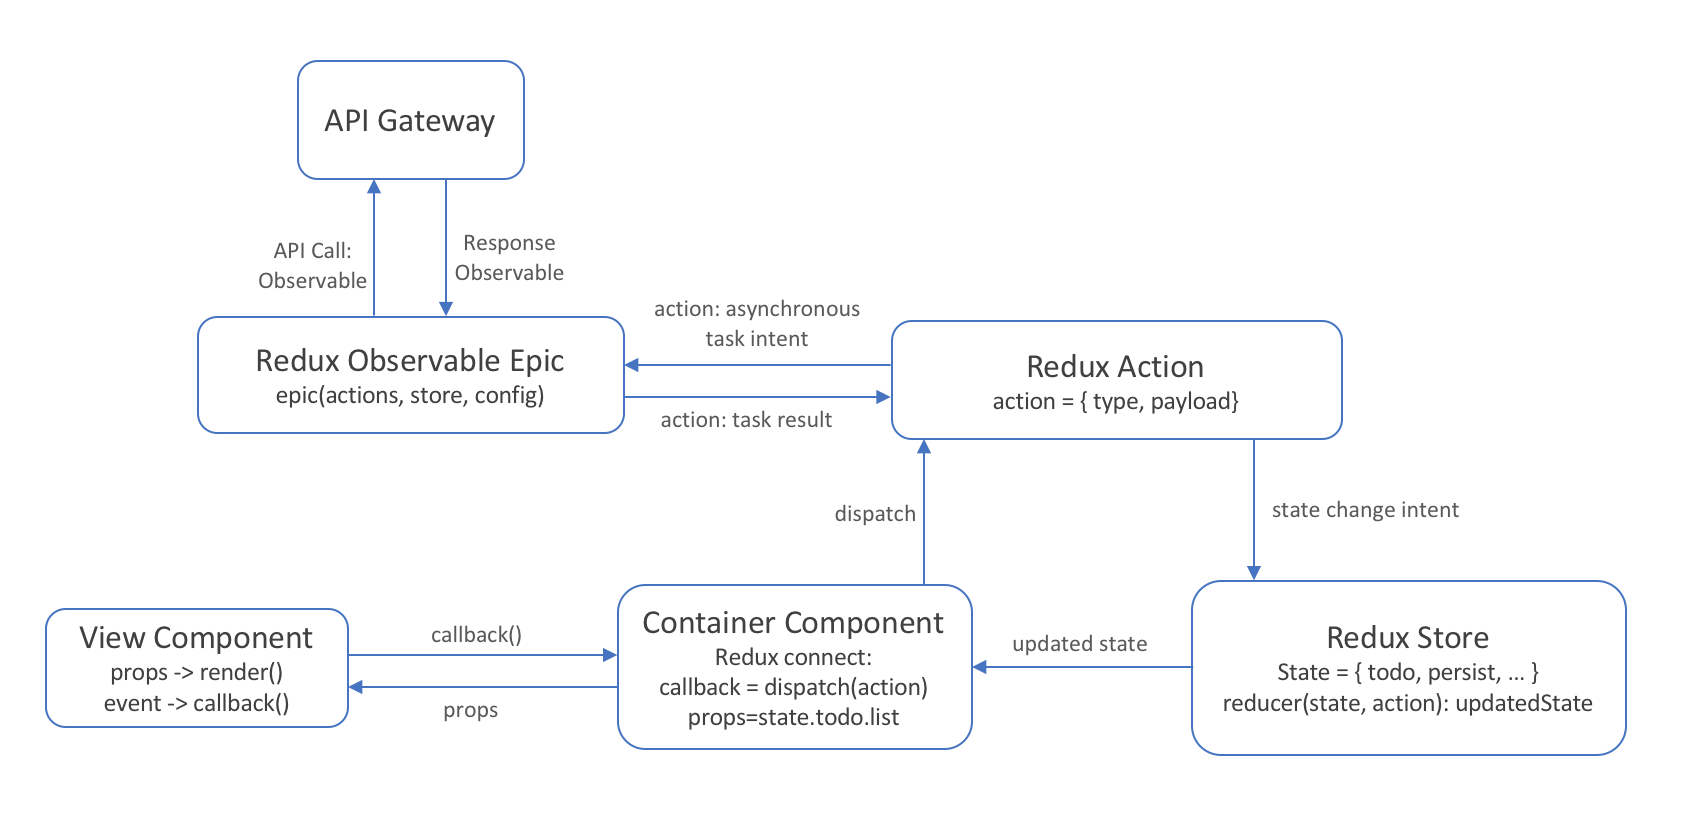 API Gateway
API Call:
Observable
Response
Observable
Redux Observable Epic
epic(actions, store, config)
action: asynchronous
task intent
action: task result
Redux Action
action = { type, payload}
dispatch
state change intent
View Component
props -> render()
event -> callback()
callback()
props
Container Component
Redux connect:
callback = dispatch(action)
props=state.todo.list
updated state
Redux Store
State = { todo, persist, ... }
reducer(state, action): updatedState